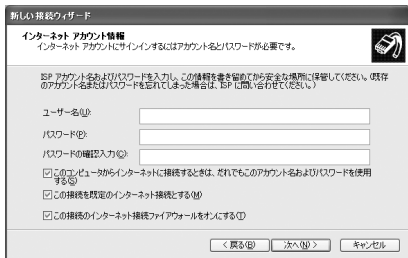 新しい接続ウィザード
インターネット アカウント情報
インターネット アカウントにサインインするにはアカウント名とパスワードが必要です。
ISP アカウント名およびパスワードを入力し、この情報を書き留めてから安全な場所に保管してください。(既存
のアカウント名またはパスワードを忘れてしまった場合は、ISP に問い合わせてください。)
ユーザー名(U):
パスワード(P):
パスワードの確認入力(C):
このコンピュータからインターネットに接続するときは、だれでもこのアカウント名およびパスワードを使用
する(S)
この接続を既定のインターネット接続とする(M)
この接続のインターネット接続ファイアウォールをオンにする(T)
< 戻る(B)
次へ(N) >
キャンセル